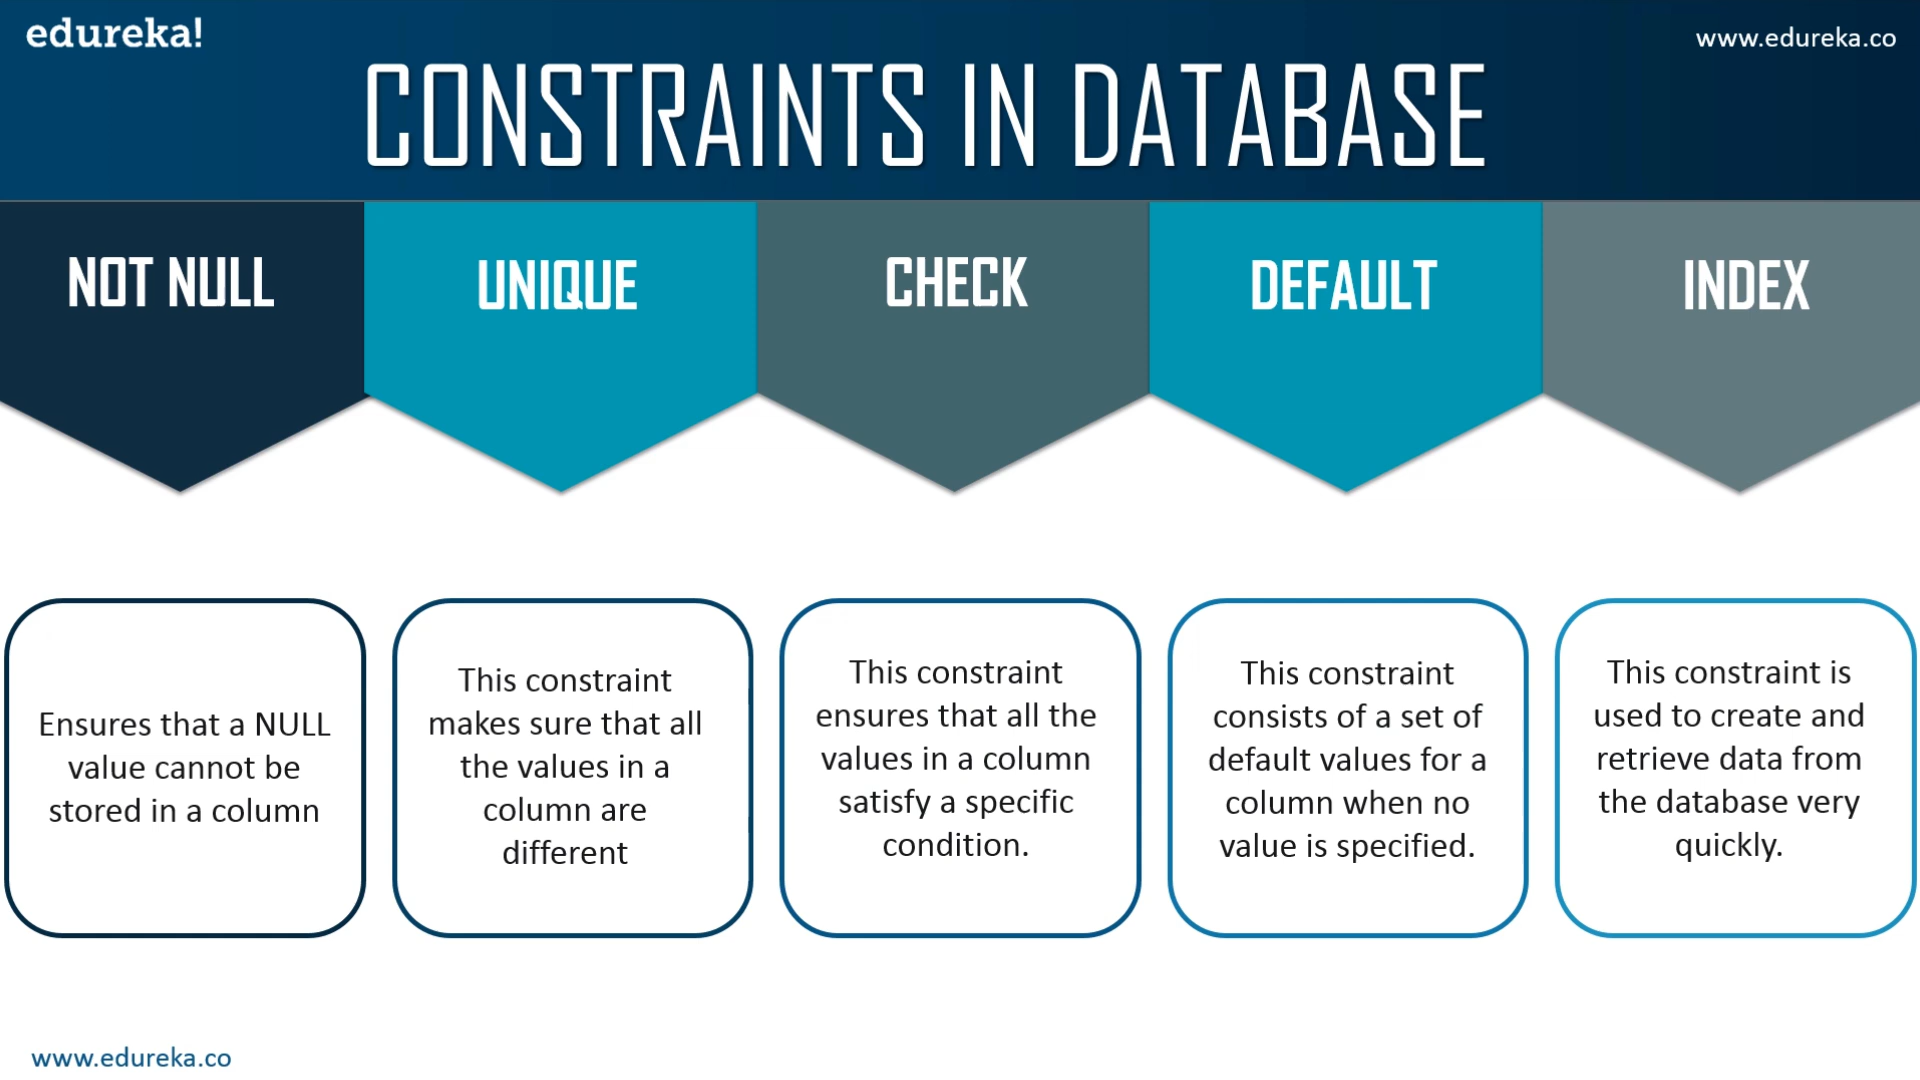 edureka!
www.edureka.co
CONSTRAINTS IN DATABASE
NOT NULL
UNIQUE
CHECK
DEFAULT
INDEX
Ensures that a NULL
value cannot be
stored in a column
This constraint
makes sure that all
the values in a
column are
different
This constraint
ensures that all the
values in a column
satisfy a specific
condition.
This constraint
consists of a set of
default values for a
column when no
value is specified.
This constraint is
used to create and
retrieve data from
the database very
quickly.
www.edureka.co